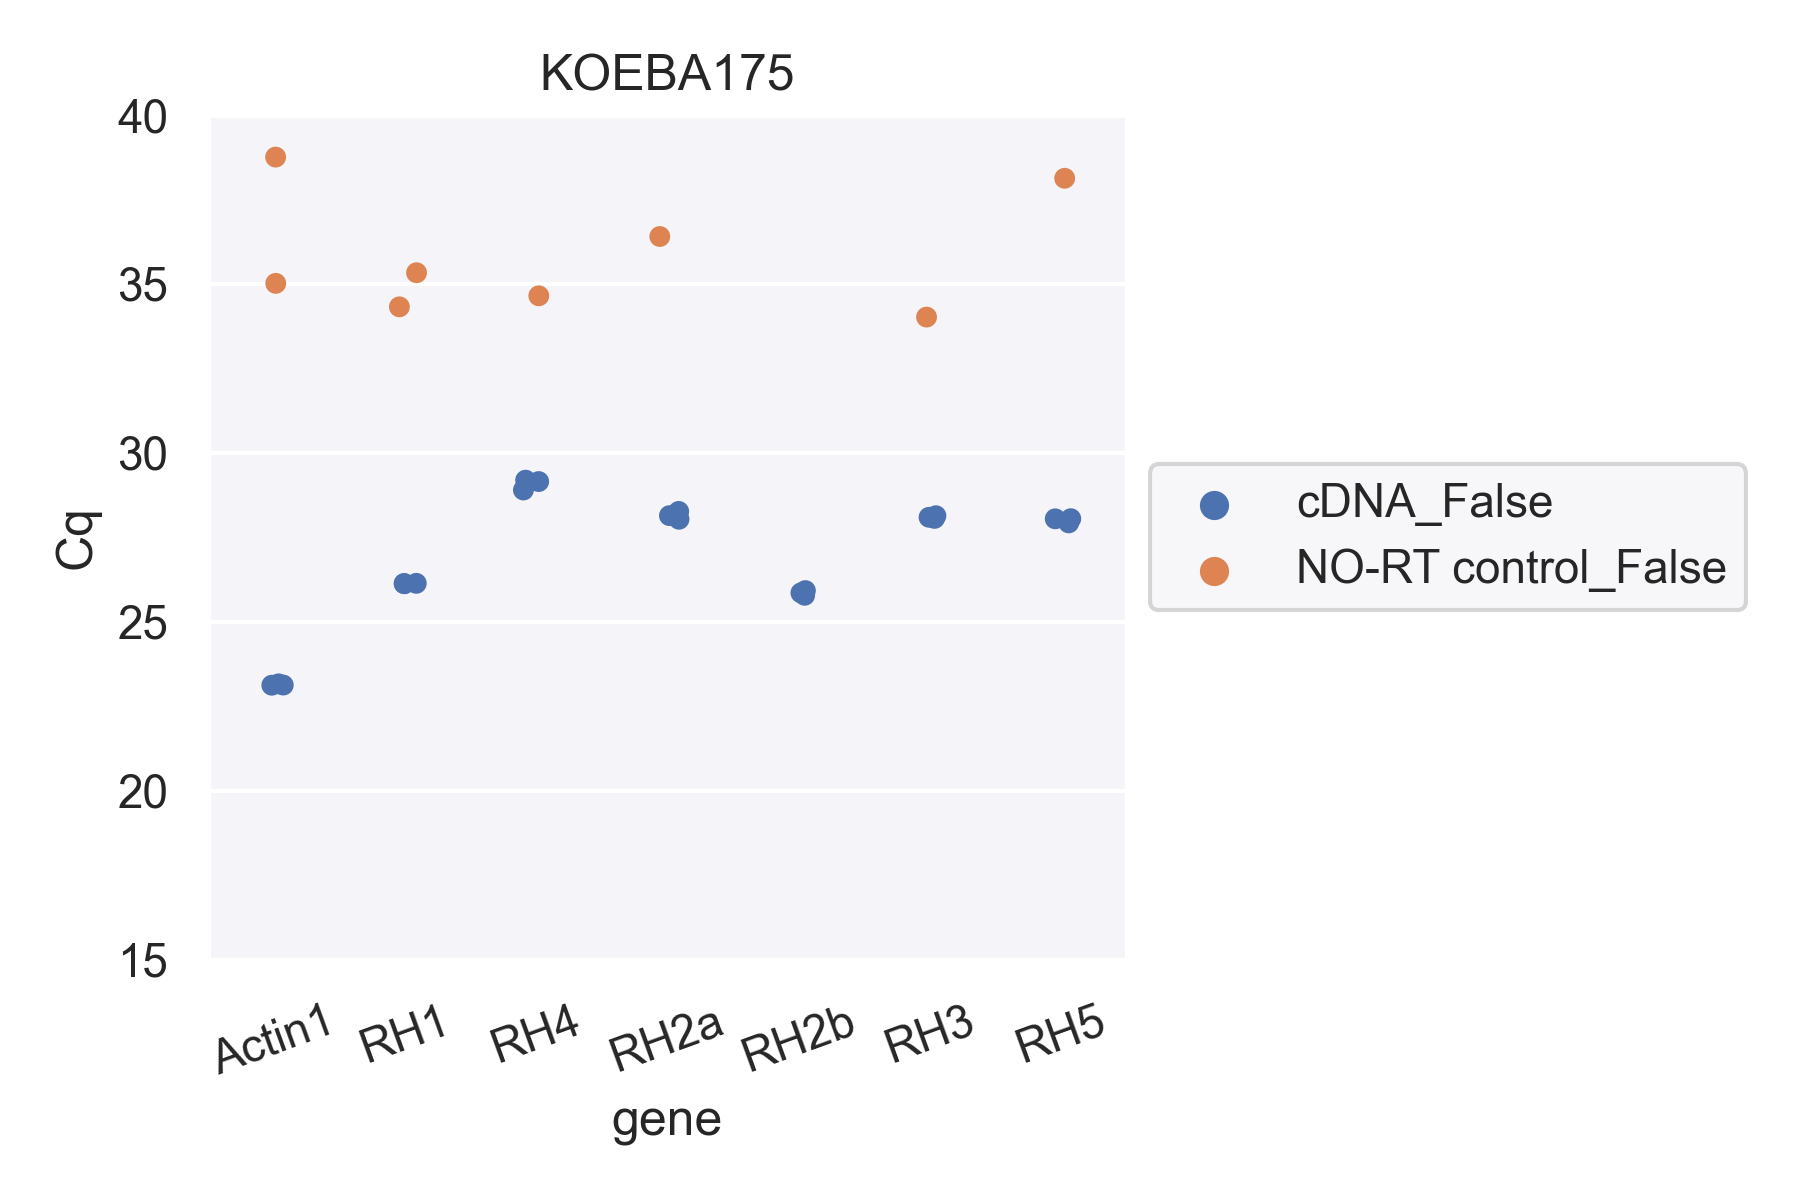 KOEBA175
40
35
30
25
20
15
Cq
cDNA_False
NO-RT control_False
Actin1 RH1 RH4 RH2a RH2b RH3 RH5
gene